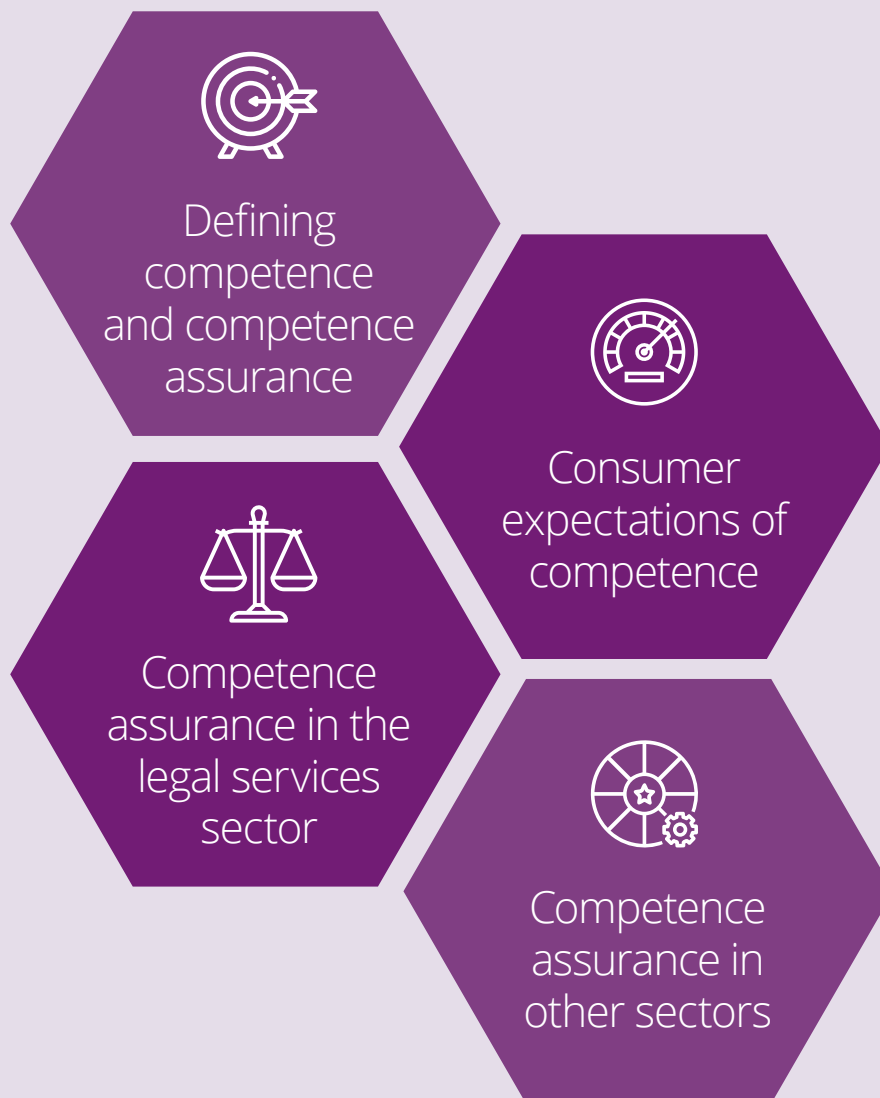 Defining
competence
and competence
assurance
Consumer
expectations of
competence
Competence
assurance in the
legal services
sector
Competence
assurance in
other sectors